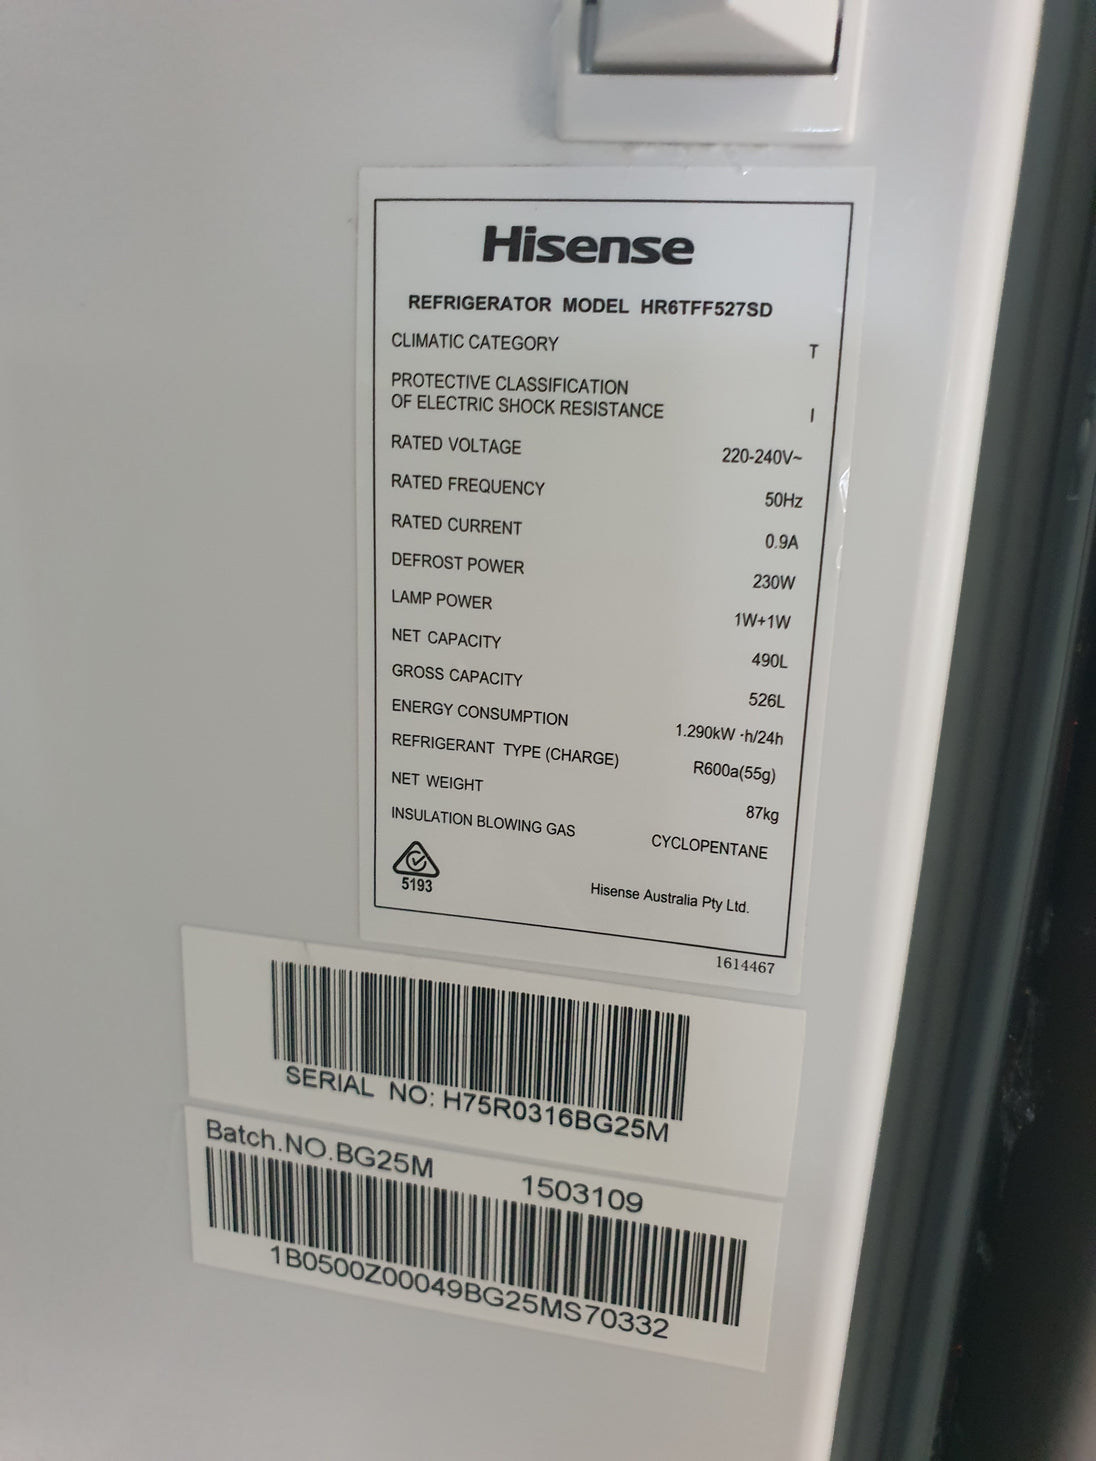 Hisense
REFRIGERATOR MODEL HR6TFF527SD
CLIMATIC CATEGORY T
PROTECTIVE CLASSIFICATION
OF ELECTRIC SHOCK RESISTANCE I
RATED VOLTAGE 220-240V~
RATED FREQUENCY 50Hz
RATED CURRENT 0.9A
DEFROST POWER 230W
LAMP POWER 1W+1W
NET CAPACITY 490L
GROSS CAPACITY 526L
ENERGY CONSUMPTION 1.290kW·h/24h
REFRIGERANT TYPE (CHARGE) R600a(55g)
NET WEIGHT 87kg
INSULATION BLOWING GAS CYCLOPENTANE
5193
Hisense Australia Pty Ltd.
1614467
SERIAL NO: H75R0316BG25M
Batch.NO.BG25M 1503109
1B0500Z00049BG25MS70332